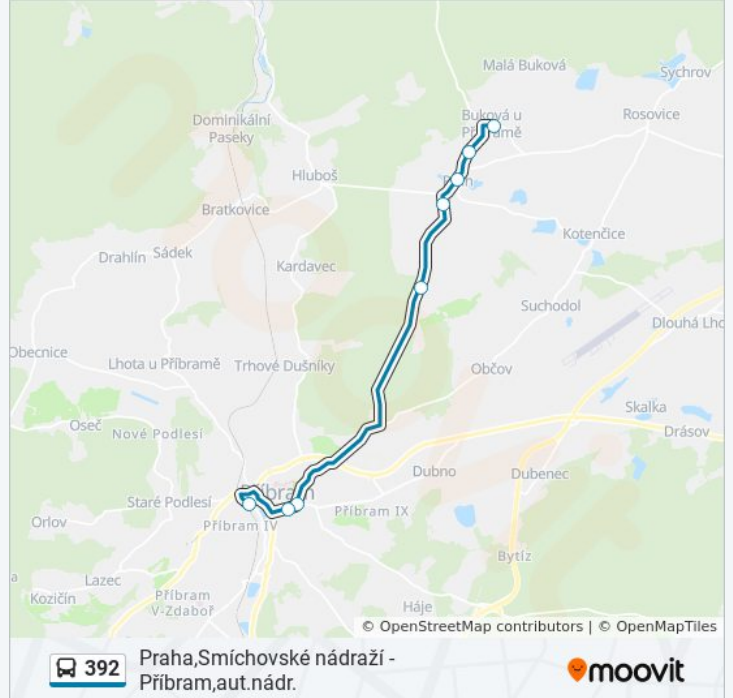 Malá Buková
Sychrov
Buková u
Příbramě
Rosovice
Dominikální
Paseky
Hluboš
Pičín
Bratkovice
Kotenčice
Drahlín
Sádek
Kardavec
Suchodol
Dlouhá Lho
Obecnice
Lhota u Příbramě
Trhové Dušníky
Občov
Skalka
Oseč
Nové Podlesí
Drásov
Dubno
Dubenec
Příbram
Staré Podlesí
Příbram IX
Orlov
Příbram IV
Bytíz
a
Lazec
Kozičín
Příbram
V-Zdaboř
Háje
© OpenStreetMap contributors | © OpenMapTiles
392
Praha,Smíchovské nádraží -
Příbram,aut.nádr.
moovit